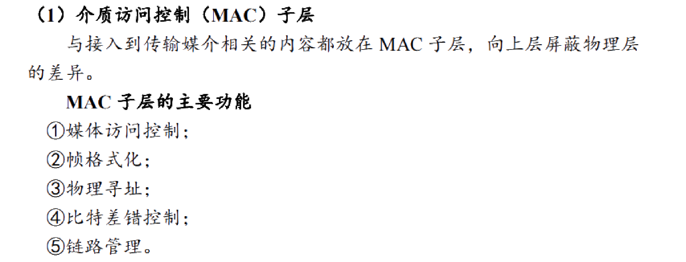 （1）介质访问控制（MAC）子层
与接入到传输媒介相关的内容都放在 MAC 子层，向上层屏蔽物理层
的差异。
MAC 子层的主要功能
①媒体访问控制；
②帧格式化；
③物理寻址；
④比特差错控制；
⑤链路管理。